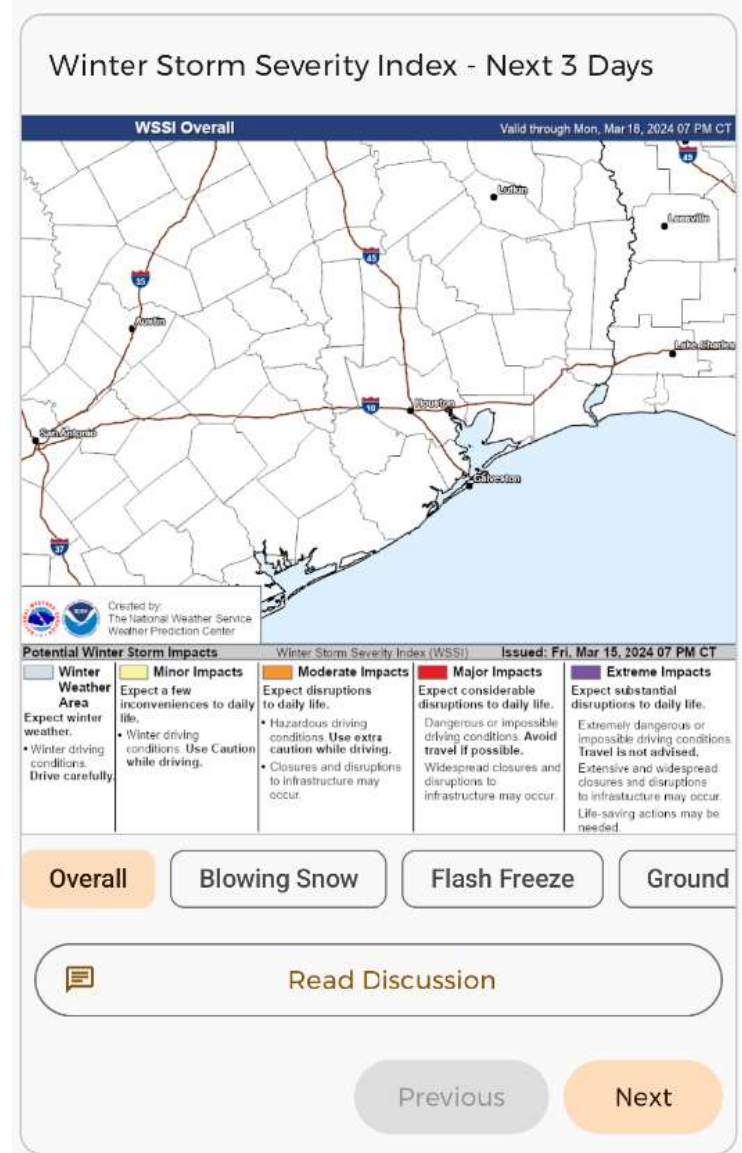 Winter Storm Severity Index - Next 3 Days
WSSI Overall
Valid through Mon, Mar 18, 2024 07 PM CT
45
Lufkin
Leesville
45
35
Austin
Lake Charles
10
Houston
San Antonio
Galveston
37
Created by:
The National Weather Service
Weather Prediction Center
Potential Winter Storm Impacts
Winter Storm Severity Index (WSSI)
Issued: Fri, Mar 15, 2024 07 PM CT
Winter
Weather
Area
Expect winter
weather.
• Winter driving
conditions.
Drive carefully.
Minor Impacts
Expect a few
inconveniences to daily
life.
• Winter driving
conditions. Use Caution
while driving.
Moderate Impacts
Expect disruptions
to daily life.
• Hazardous driving
conditions. Use extra
caution while driving.
• Closures and disruptions
to infrastructure may
occur.
Major Impacts
Expect considerable
disruptions to daily life.
Dangerous or impossible
driving conditions. Avoid
travel if possible.
Widespread closures and
disruptions to
infrastructure may occur.
Extreme Impacts
Expect substantial
disruptions to daily life.
Extremely dangerous or
impossible driving conditions.
Travel is not advised.
Extensive and widespread
closures and disruptions
to infrastructure may occur.
Life-saving actions may be
needed.
Overall
Blowing Snow
Flash Freeze
Ground
Read Discussion
Previous
Next